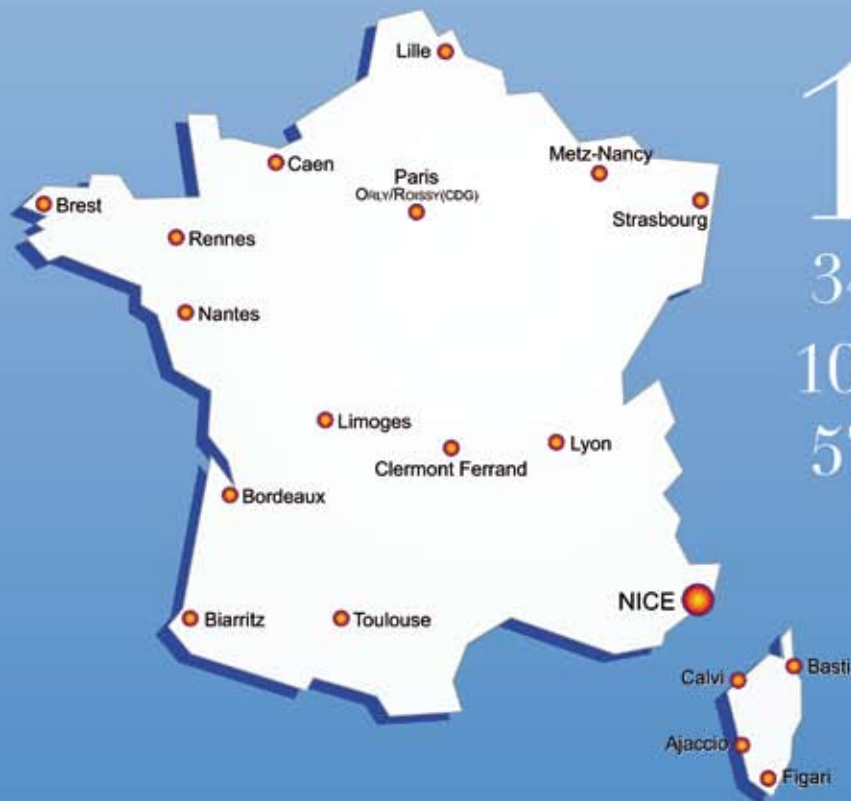 Lille
Caen
Metz-Nancy
Paris
ORLY/ROISSY(CDG)
Brest
Strasbourg
Rennes
Nantes
Limoges
Lyon
Clermont Ferrand
Bordeaux
NICE
Biarritz
Toulouse
Calvi
Ajaccio
Figari
10